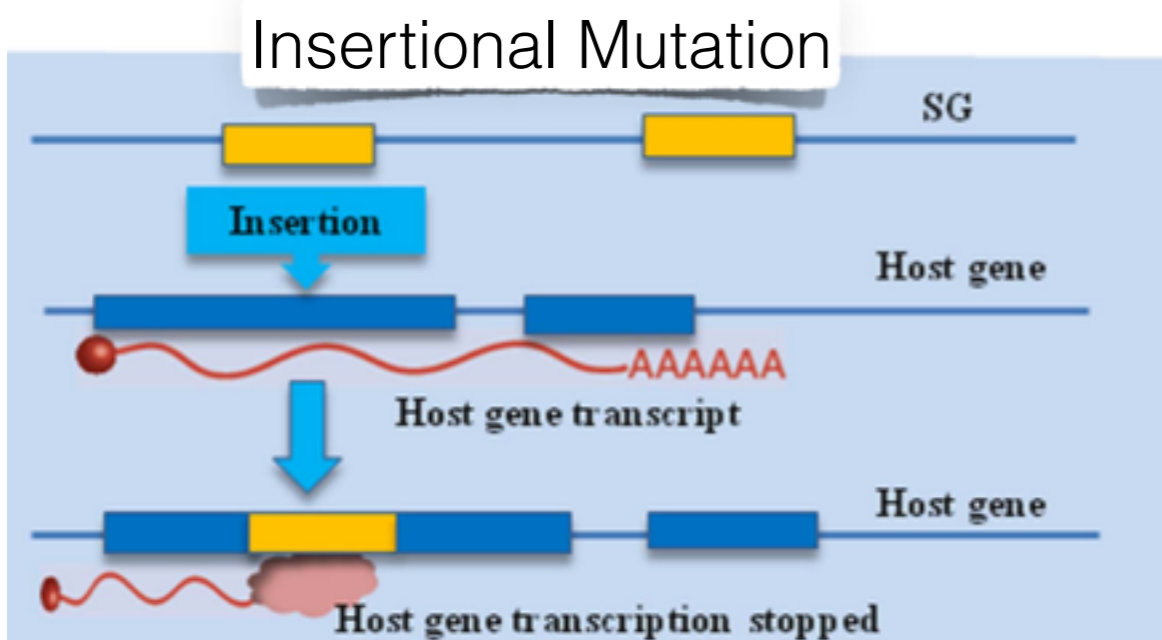 Insertional Mutation
SG
Insertion
Host gene
AAAAAA
Host gene transcript
Host gene
Host gene transcription stopped